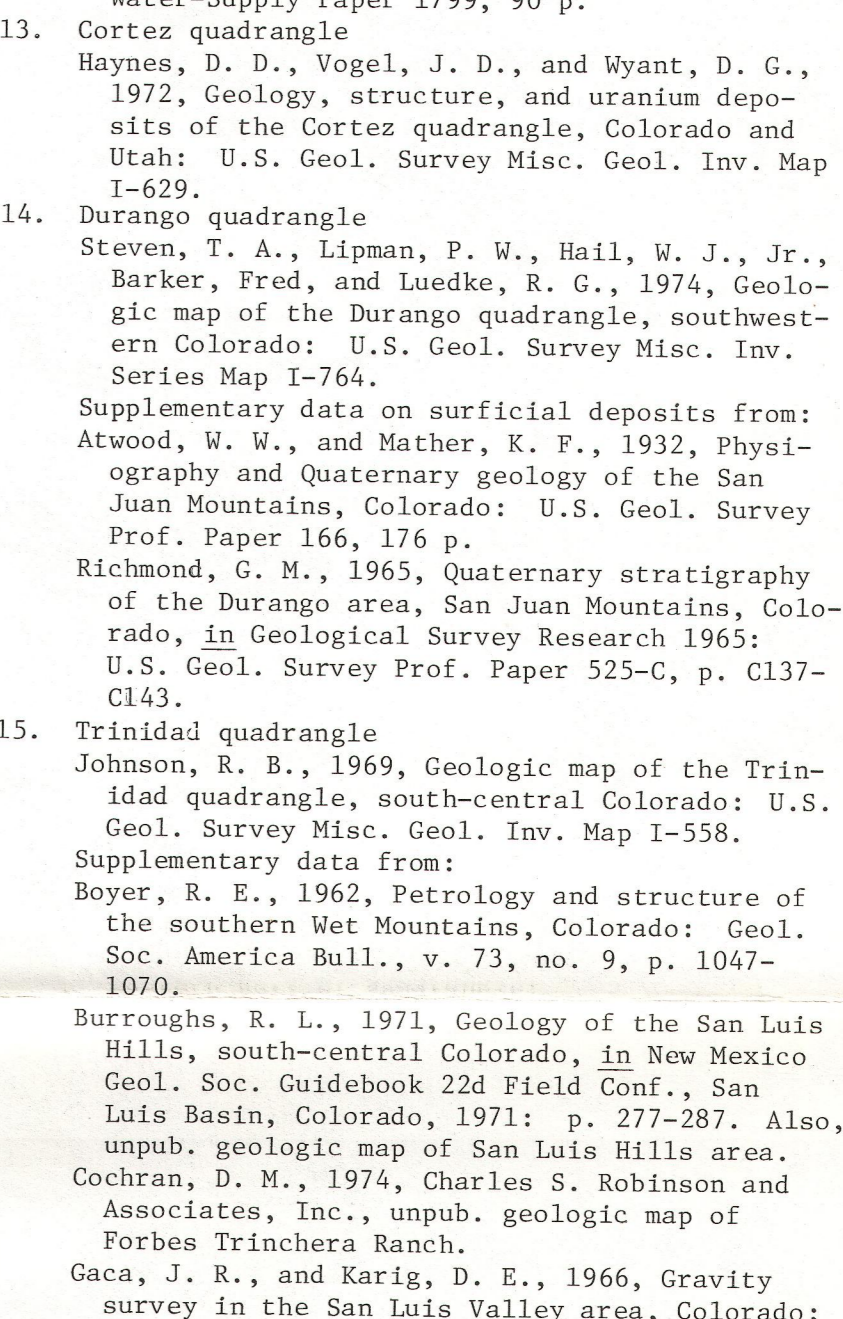 Water-Supply Paper 1799, 90 p.
13. Cortez quadrangle
Haynes, D. D., Vogel, J. D., and Wyant, D. G.,
1972, Geology, structure, and uranium depo-
sits of the Cortez quadrangle, Colorado and
Utah: U.S. Geol. Survey Misc. Geol. Inv. Map
I-629.
14. Durango quadrangle
Steven, T. A., Lipman, P. W., Hail, W. J., Jr.,
Barker, Fred, and Luedke, R. G., 1974, Geolo-
gic map of the Durango quadrangle, southwest-
ern Colorado: U.S. Geol. Survey Misc. Inv.
Series Map I-764.
Supplementary data on surficial deposits from:
Atwood, W. W., and Mather, K. F., 1932, Physi-
ography and Quaternary geology of the San
Juan Mountains, Colorado: U.S. Geol. Survey
Prof. Paper 166, 176 p.
Richmond, G. M., 1965, Quaternary stratigraphy
of the Durango area, San Juan Mountains, Colo-
rado, in Geological Survey Research 1965:
U.S. Geol. Survey Prof. Paper 525-C, p. C137-
C143.
15. Trinidad quadrangle
Johnson, R. B., 1969, Geologic map of the Trin-
idad quadrangle, south-central Colorado: U.S.
Geol. Survey Misc. Geol. Inv. Map I-558.
Supplementary data from:
Boyer, R. E., 1962, Petrology and structure of
the southern Wet Mountains, Colorado: Geol.
Soc. America Bull., v. 73, no. 9, p. 1047-
1070.
Burroughs, R. L., 1971, Geology of the San Luis
Hills, south-central Colorado, in New Mexico
Geol. Soc. Guidebook 22d Field Conf., San
Luis Basin, Colorado, 1971: p. 277-287. Also,
unpub. geologic map of San Luis Hills area.
Cochran, D. M., 1974, Charles S. Robinson and
Associates, Inc., unpub. geologic map of
Forbes Trinchera Ranch.
Gaca, J. R., and Karig, D. E., 1966, Gravity
survey in the San Luis Valley area, Colorado: